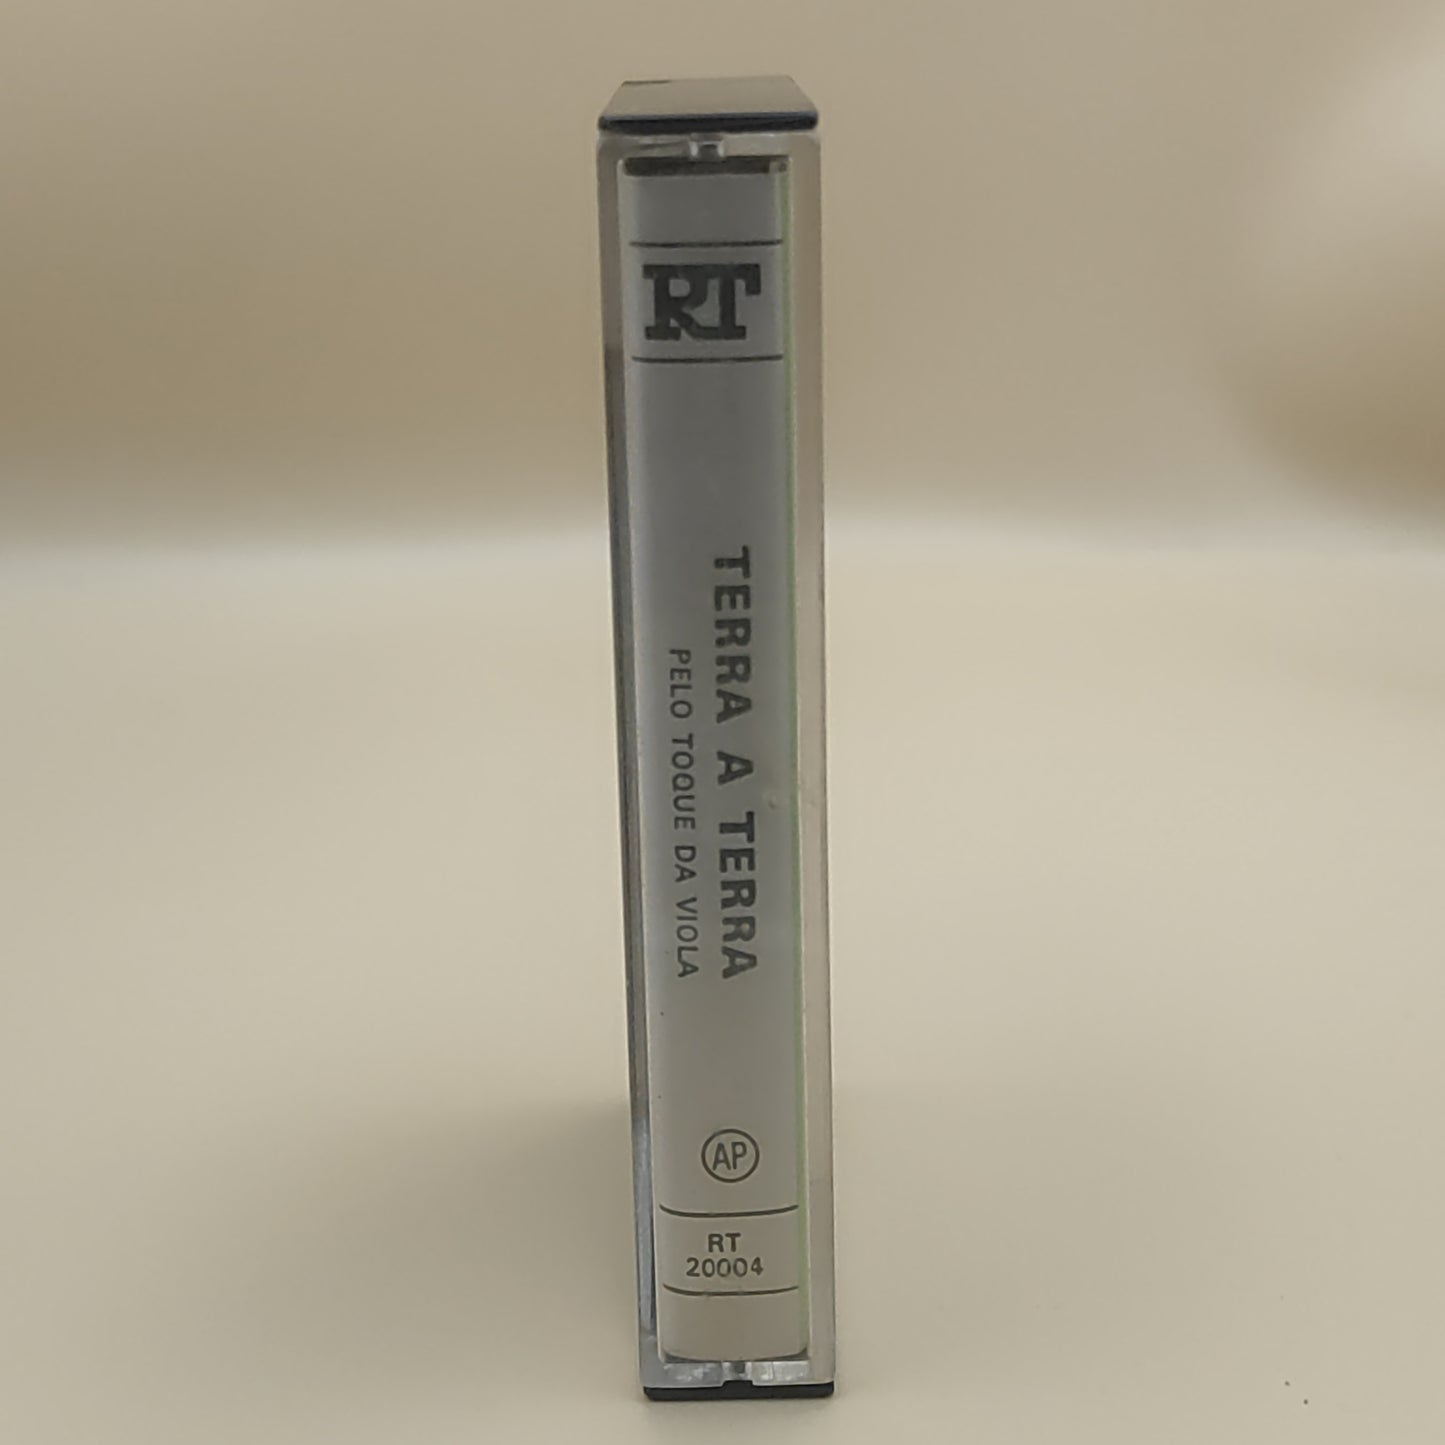 RT
TERRA A TERRA
PELO TOQUE DA VIOLA
AP
RT
20004